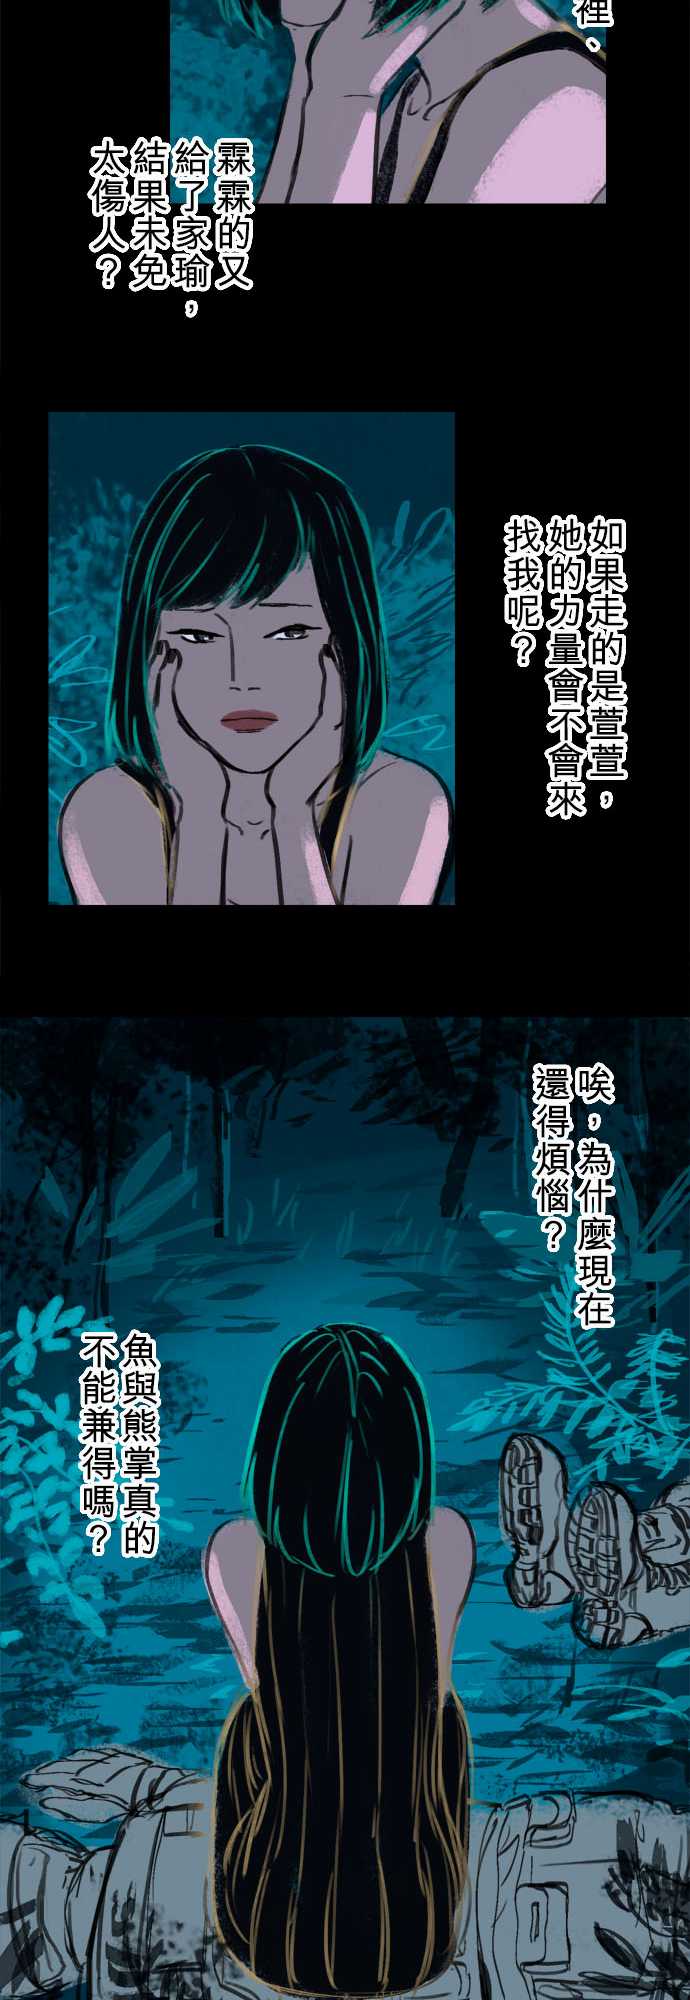 裡、
霖霖的又
給了家瑜，
結果未免
太傷人？
如果走的是萱萱，
她的力量會不會來
找我呢？
唉，為什麼現在
還得煩惱？
魚與熊掌真的
不能兼得嗎？